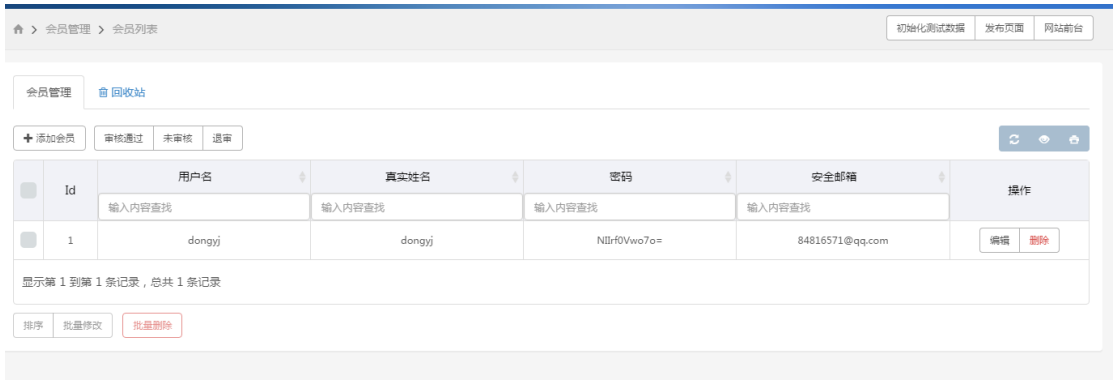 会员管理 会员列表 初始化测试数据 发布页面 网站前台
会员管理 回收站
添加会员 审核通过 未审核 退审
Id 用户名 真实姓名 密码 安全邮箱 操作
输入内容查找 输入内容查找 输入内容查找 输入内容查找
1 dongyj dongyj NIIrf0Vwo7o= 84816571@qq.com 编辑 删除
显示第 1 到第 1 条记录，总共 1 条记录
排序 批量修改 批量删除